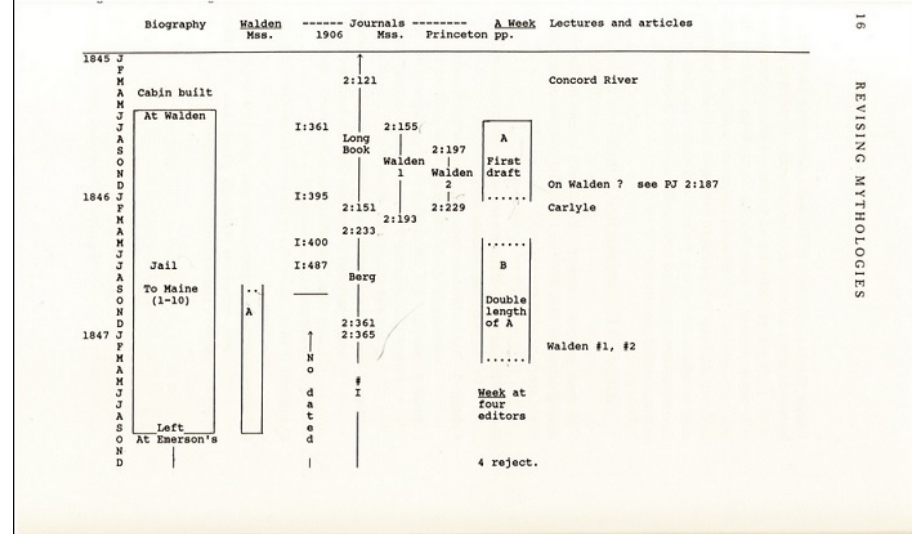 Biography Walden ------ Journals -------- A Week Lectures and articles
Mss. 1906 Mss. Princeton pp.
1845 J
F
M 2:121 Concord River
A Cabin built
M
J At Walden
J I:361 2:155
A Long A
S Book 2:197
O Walden First
N 1 Walden draft
D 2 On Walden ? see PJ 2:187
1846 J I:395 ......
F 2:151 2:229 Carlyle
M 2:193
A 2:233
M I:400 ......
J
J Jail I:487 B
A Berg
S To Maine ..
O (1-10) Double
N A length
D 2:361 of A
1847 J 2:365
F Walden #1, #2
M N ......
A o
M #
J d I Week at
J a four
A t editors
S Left e
O At Emerson's d
N
D 4 reject.
16 REVISING MYTHOLOGIES